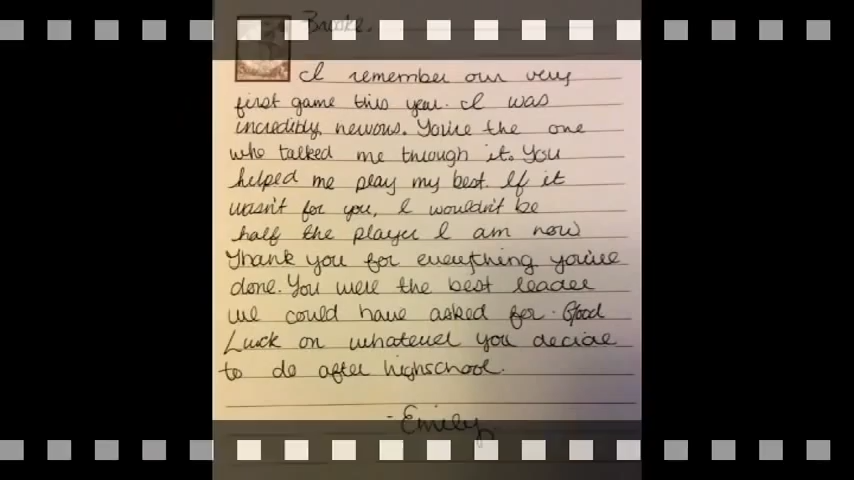 Brooke,
I remember our very
first game this year. I was
incredibly nervous. You're the one
who talked me through it. You
helped me play my best. If it
wasn't for you, I wouldn't be
half the player I am now
Thank you for everything you've
done. You were the best leader
we could have asked for. Good
Luck on whatever you decide
to do after highschool.
-Emily